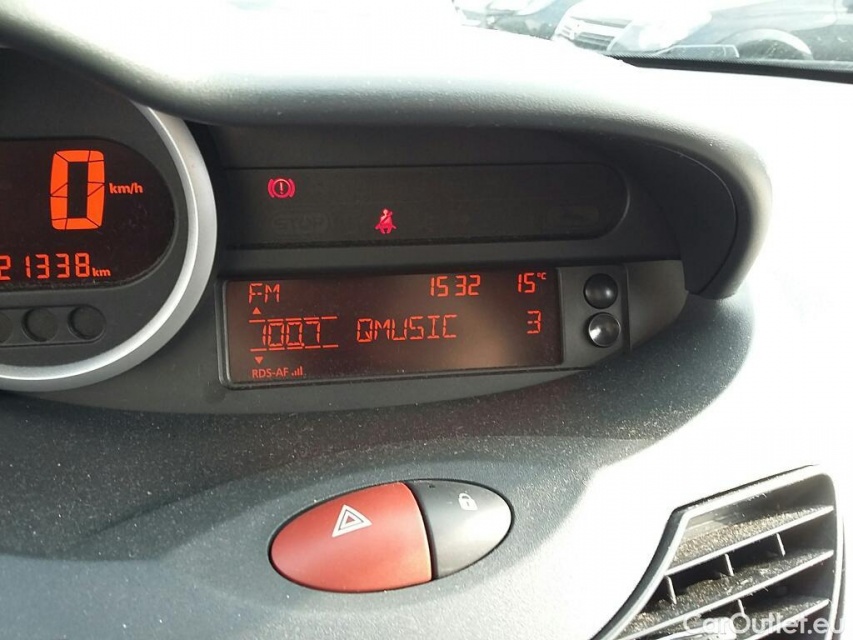 0 km/h
21338 km
FM 15 32 15°C
100.7 QMUSIC 3
RDS-AF
CarOutlet.eu